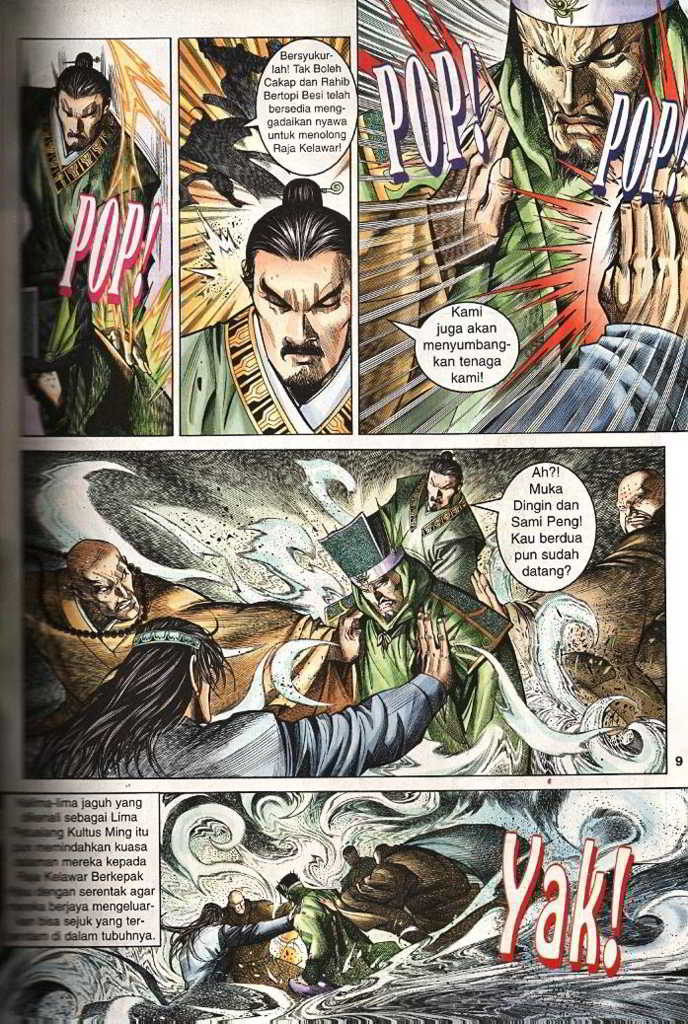 POP!
Bersyukur-
lah! Tak Boleh
Cakap dan Rahib
Bertopi Besi telah
bersedia meng-
gadaikan nyawa
untuk menolong
Raja Kelawar!
POP!
POP!
Kami
juga akan
menyumbang-
kan tenaga
kami!
Ah?!
Muka
Dingin dan
Sami Peng!
Kau berdua
pun sudah
datang?
9
jaguh yang
sebagai Lima
Kultus Ming itu
memindahkan kuasa
mereka kepada
Raja Kelawar Berkepak
dengan serentak agar
berjaya mengeluar-
bisa sejuk yang ter-
di dalam tubuhnya.
Yak!